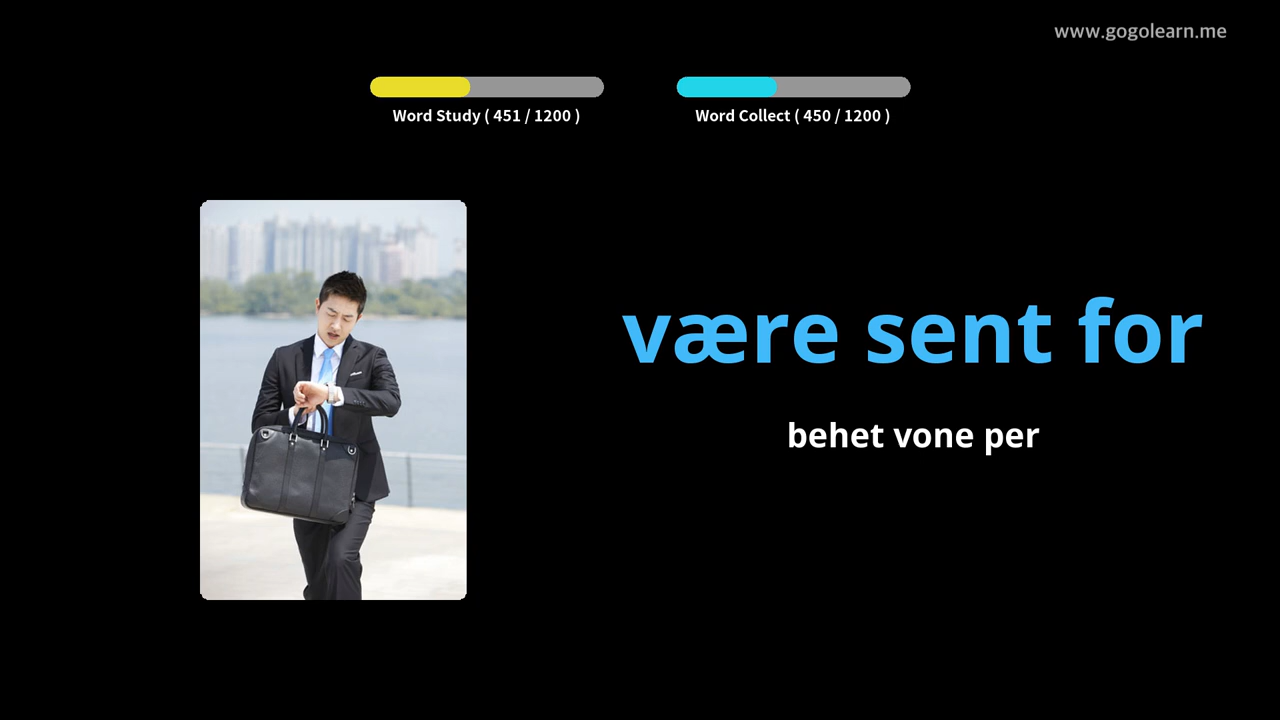 www.gogolearn.me
Word Study ( 451 / 1200 )
Word Collect ( 450 / 1200 )
være sent for
behet vone per